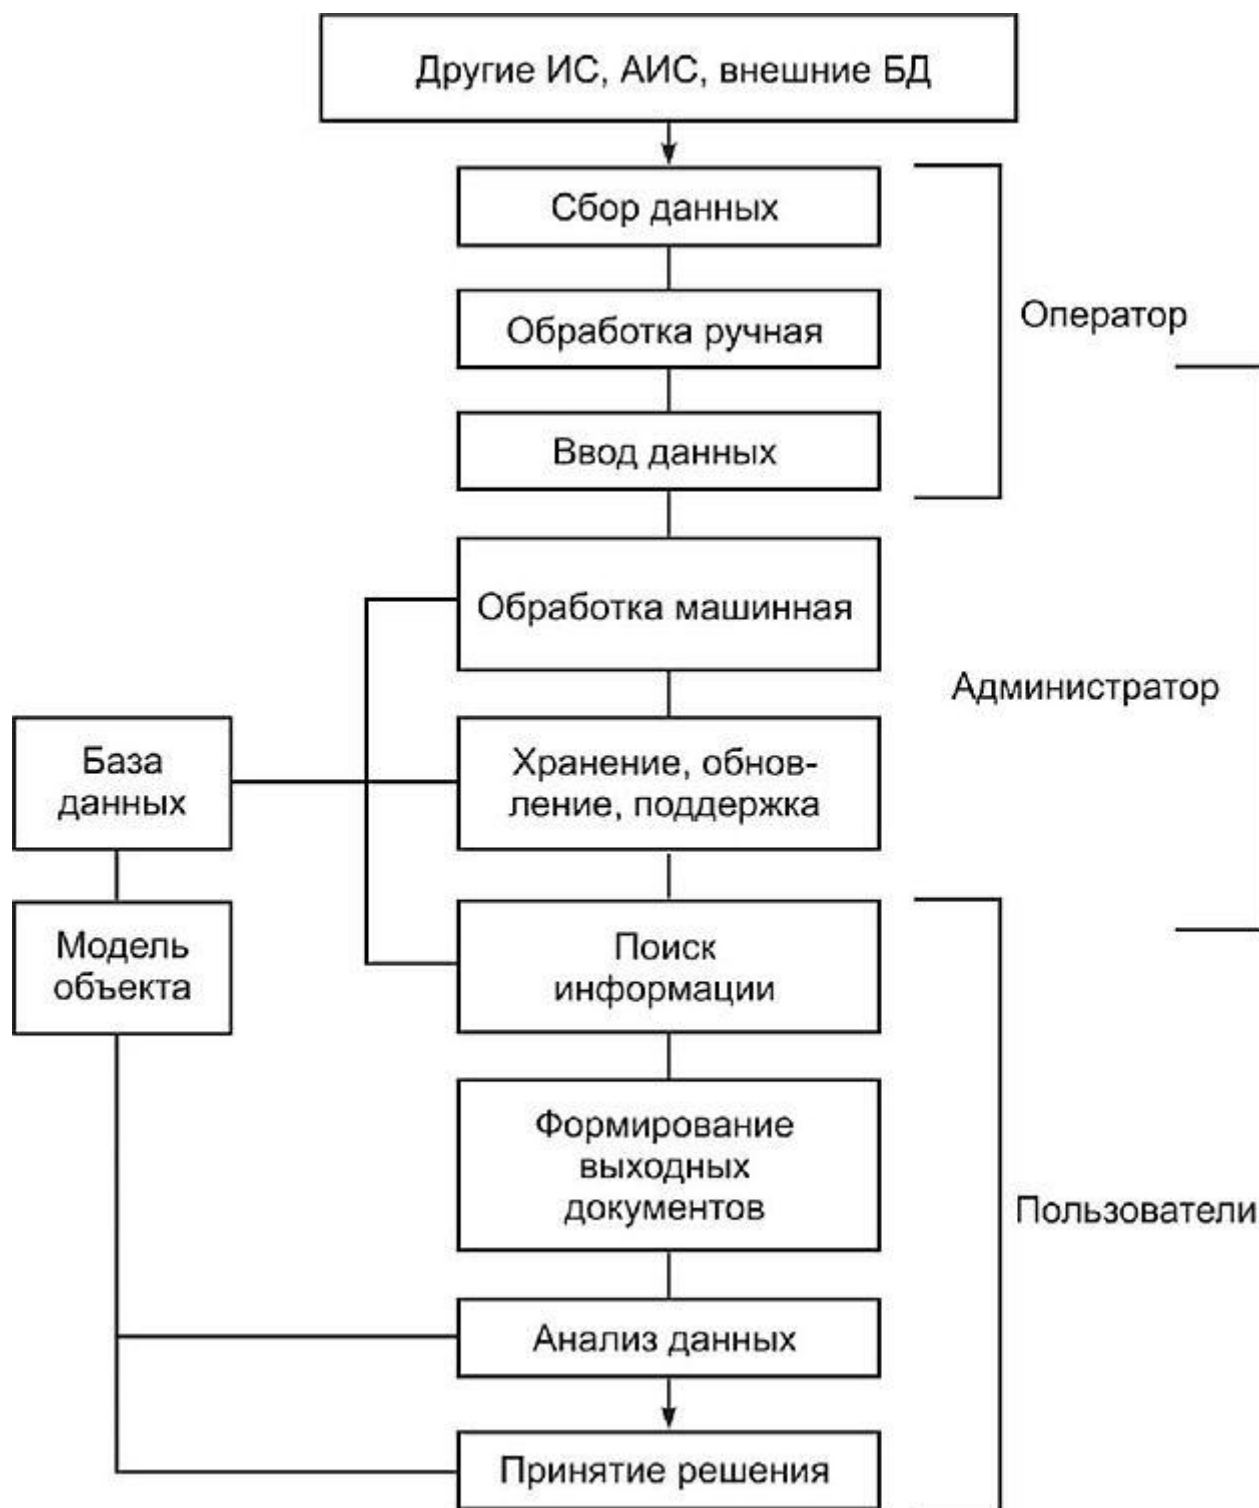 Другие ИС, АИС, внешние БД
Сбор данных
Обработка ручная
Оператор
Ввод данных
Обработка машинная
Администратор
База
данных
Хранение, обнов-
ление, поддержка
Модель
объекта
Поиск
информации
Формирование
выходных
документов
Пользователи
Анализ данных
Принятие решения